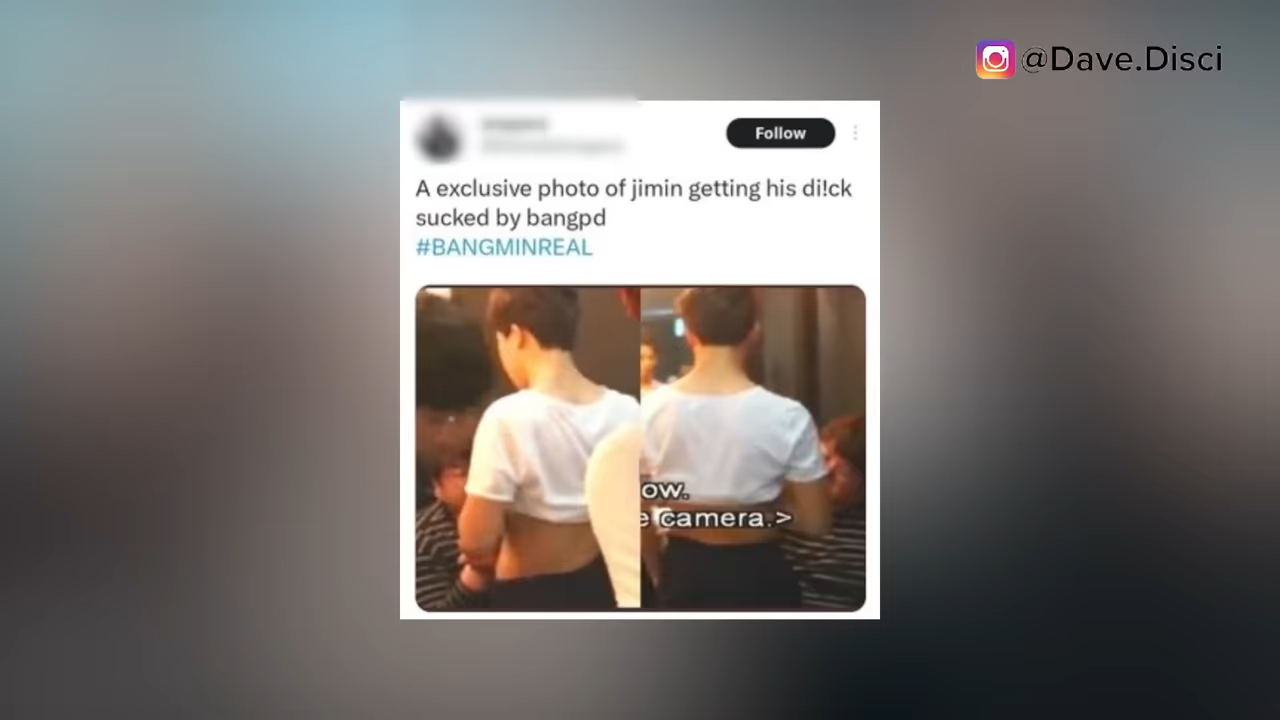 @Dave.Disci
Follow
A exclusive photo of jimin getting his di!ck
sucked by bangpd
#BANGMINREAL
ow.
e camera.>